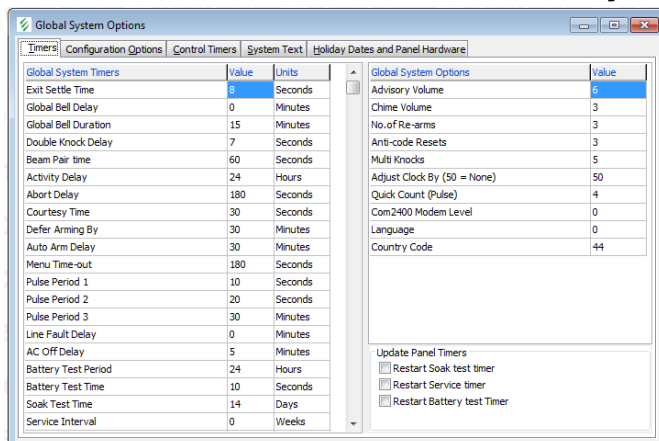 Global System Options
Timers Configuration Options Control Timers System Text Holiday Dates and Panel Hardware
Global System Timers Value Units
Exit Settle Time 8 Seconds
Global Bell Delay 0 Minutes
Global Bell Duration 15 Minutes
Double Knock Delay 7 Seconds
Beam Pair time 60 Seconds
Activity Delay 24 Hours
Abort Delay 180 Seconds
Courtesy Time 30 Seconds
Defer Arming By 30 Minutes
Auto Arm Delay 30 Minutes
Menu Time-out 180 Seconds
Pulse Period 1 10 Seconds
Pulse Period 2 20 Seconds
Pulse Period 3 30 Minutes
Line Fault Delay 0 Minutes
AC Off Delay 5 Minutes
Battery Test Period 24 Hours
Battery Test Time 10 Seconds
Soak Test Time 14 Days
Service Interval 0 Weeks
Global System Options Value
Advisory Volume 6
Chime Volume 3
No.of Re-arms 3
Anti-code Resets 3
Multi Knocks 5
Adjust Clock By (50 = None) 50
Quick Count (Pulse) 4
Com2400 Modem Level 0
Language 0
Country Code 44
Update Panel Timers
Restart Soak test timer
Restart Service timer
Restart Battery test Timer